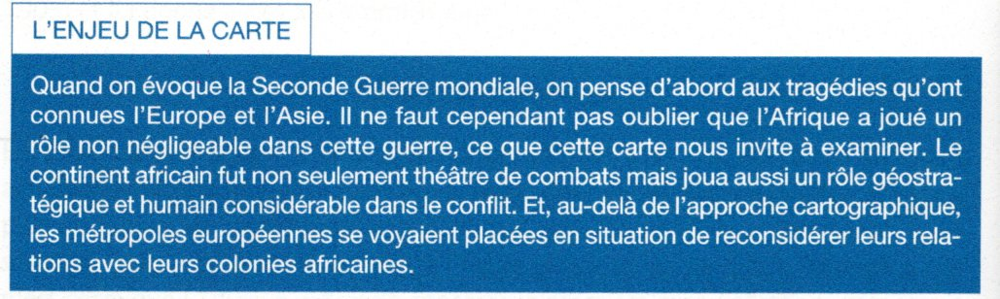 L'ENJEU DE LA CARTE
Quand on évoque la Seconde Guerre mondiale, on pense d'abord aux tragédies qu'ont
connues l'Europe et l'Asie. Il ne faut cependant pas oublier que l'Afrique a joué un
rôle non négligeable dans cette guerre, ce que cette carte nous invite à examiner. Le
continent africain fut non seulement théâtre de combats mais joua aussi un rôle géostra-
tégique et humain considérable dans le conflit. Et, au-delà de l'approche cartographique,
les métropoles européennes se voyaient placées en situation de reconsidérer leurs rela-
tions avec leurs colonies africaines.